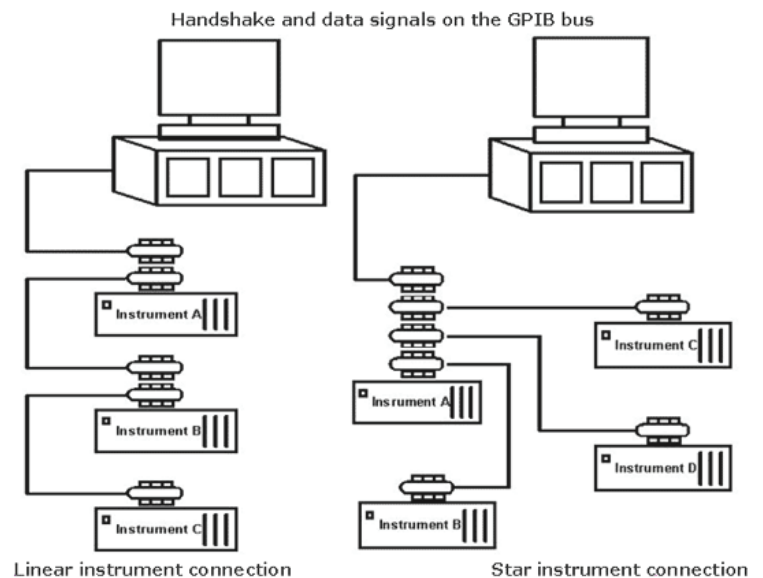 Handshake and data signals on the GPIB bus
Instrument A
Instrument B
Instrument C
Linear instrument connection
Insrument A
Instrument B
Instrument C
Instrument D
Star instrument connection